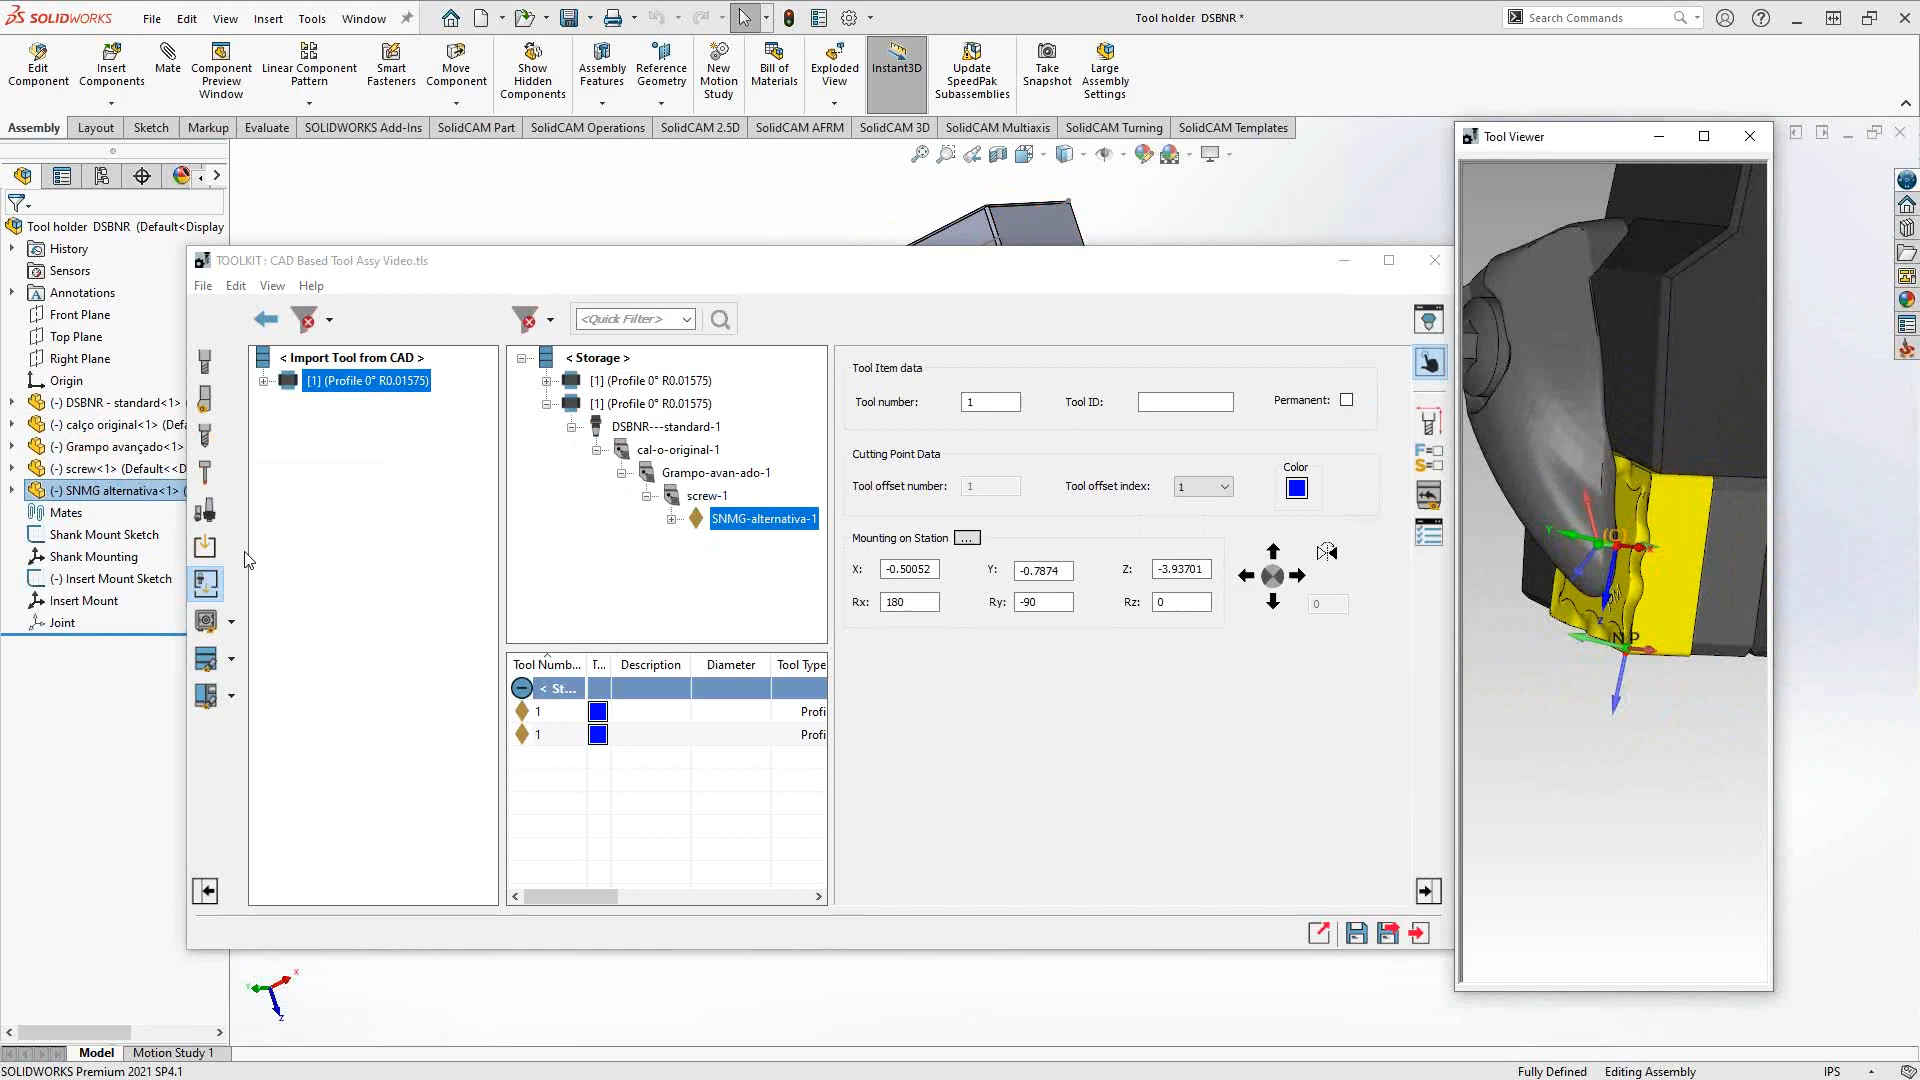 SOLIDWORKS File Edit View Insert Tools Window
Tool holder DSBNR *
Search Commands
Edit Component
Insert Components
Mate
Component Preview Window
Linear Component Pattern
Smart Fasteners
Move Component
Show Hidden Components
Assembly Features
Reference Geometry
New Motion Study
Bill of Materials
Exploded View
Instant3D
Update SpeedPak Subassemblies
Take Snapshot
Large Assembly Settings
Assembly Layout Sketch Markup Evaluate SOLIDWORKS Add-Ins SolidCAM Part SolidCAM Operations SolidCAM 2.5D SolidCAM AFRM SolidCAM 3D SolidCAM Multiaxis SolidCAM Turning SolidCAM Templates
Tool holder DSBNR (Default<Display
History
Sensors
Annotations
Front Plane
Top Plane
Right Plane
Origin
(-) DSBNR - standard<1>
(-) calço original<1> (Defa
(-) Grampo avançado<1>
(-) screw<1> (Default<<D
(-) SNMG alternativa<1> (
Mates
Shank Mount Sketch
Shank Mounting
(-) Insert Mount Sketch
Insert Mount
Joint
TOOLKIT : CAD Based Tool Assy Video.tls
File Edit View Help
<Quick Filter>
< Import Tool from CAD >
[1] (Profile 0° R0.01575)
< Storage >
[1] (Profile 0° R0.01575)
[1] (Profile 0° R0.01575)
DSBNR---standard-1
cal-o-original-1
Grampo-avan-ado-1
screw-1
SNMG-alternativa-1
Tool Numb... T... Description Diameter Tool Type
< St...
1 Profi
1 Profi
Tool Item data
Tool number: 1 Tool ID: Permanent:
Cutting Point Data
Tool offset number: 1 Tool offset index: 1
Color
Mounting on Station ...
X: -0.50052 Y: -0.7874 Z: -3.93701
Rx: 180 Ry: -90 Rz: 0
0
F=
S=
Tool Viewer
Y
X
Z
N P
Y
X
Z
Model Motion Study 1
SOLIDWORKS Premium 2021 SP4.1
Fully Defined Editing Assembly IPS